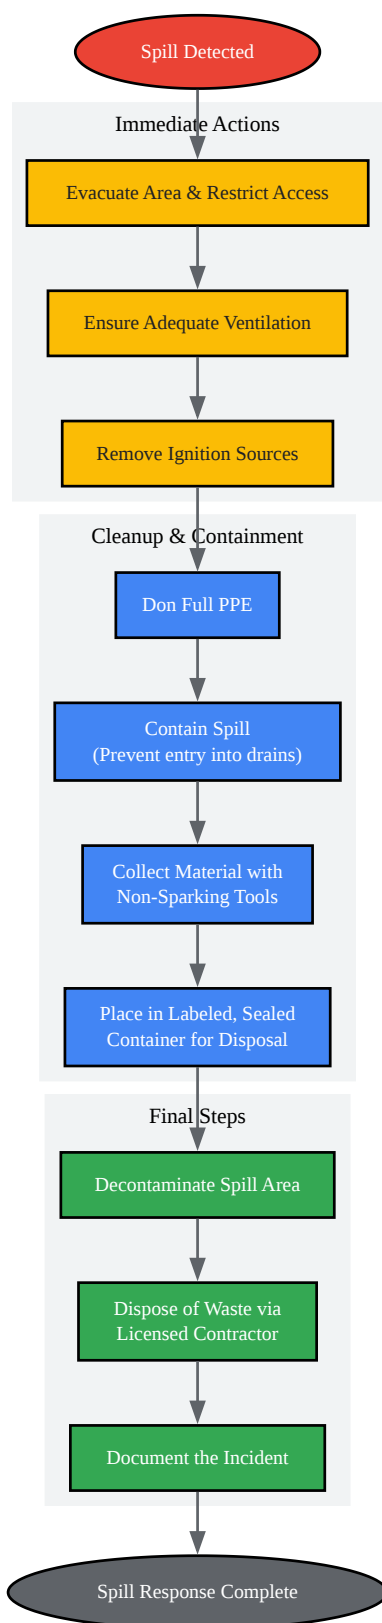 Spill Detected
Immediate Actions
Evacuate Area & Restrict Access
Ensure Adequate Ventilation
Remove Ignition Sources
Cleanup & Containment
Don Full PPE
Contain Spill
(Prevent entry into drains)
Collect Material with
Non-Sparking Tools
Place in Labeled, Sealed
Container for Disposal
Final Steps
Decontaminate Spill Area
Dispose of Waste via
Licensed Contractor
Document the Incident
Spill Response Complete